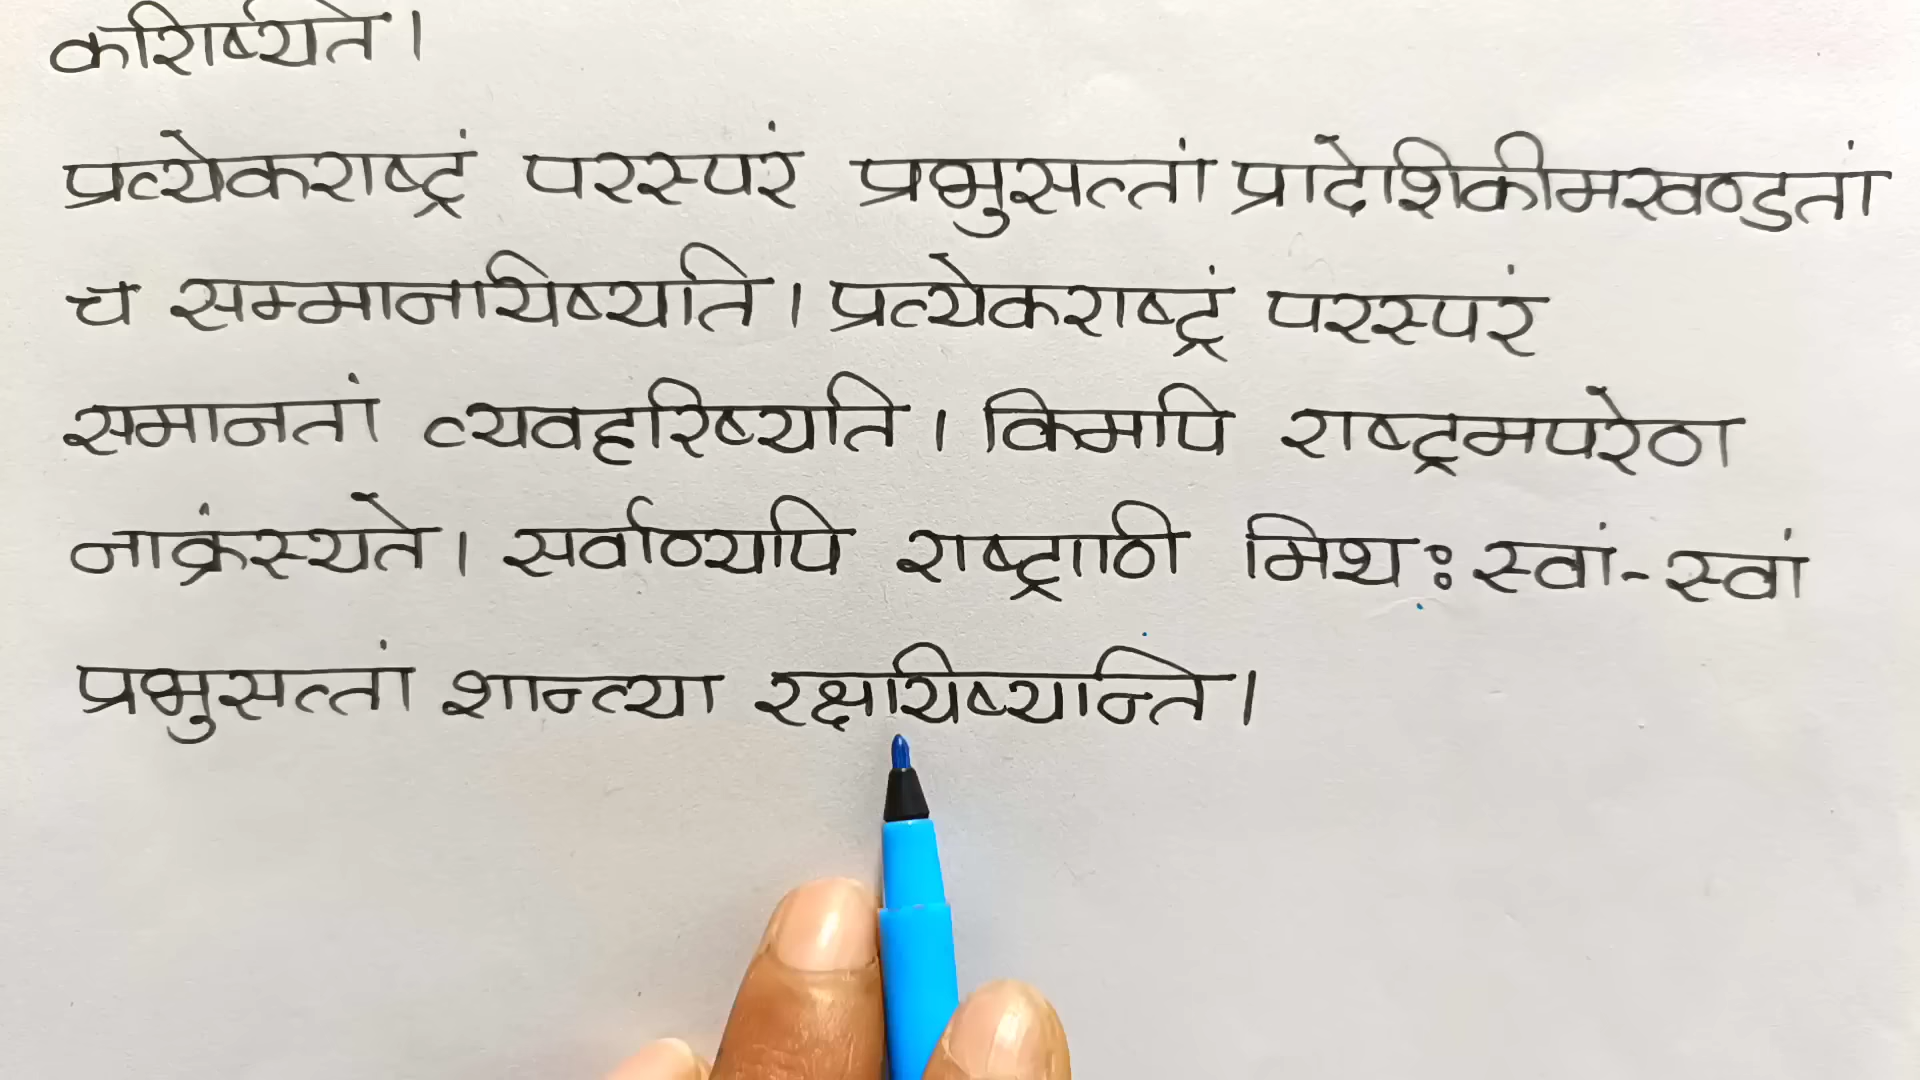 करिष्यते।
प्रत्येकराष्ट्रं परस्परं प्रभुसत्तां प्रादेशिकीमखण्डतां
च सम्मानयिष्यति। प्रत्येकराष्ट्रं परस्परं
समानतां व्यवहरिष्यति। किमपि राष्ट्रमपरेण
नाक्रंस्यते। सर्वाण्यपि राष्ट्राणि मिथः स्वां-स्वां
प्रभुसत्तां शान्त्या रक्षयिष्यन्ति।